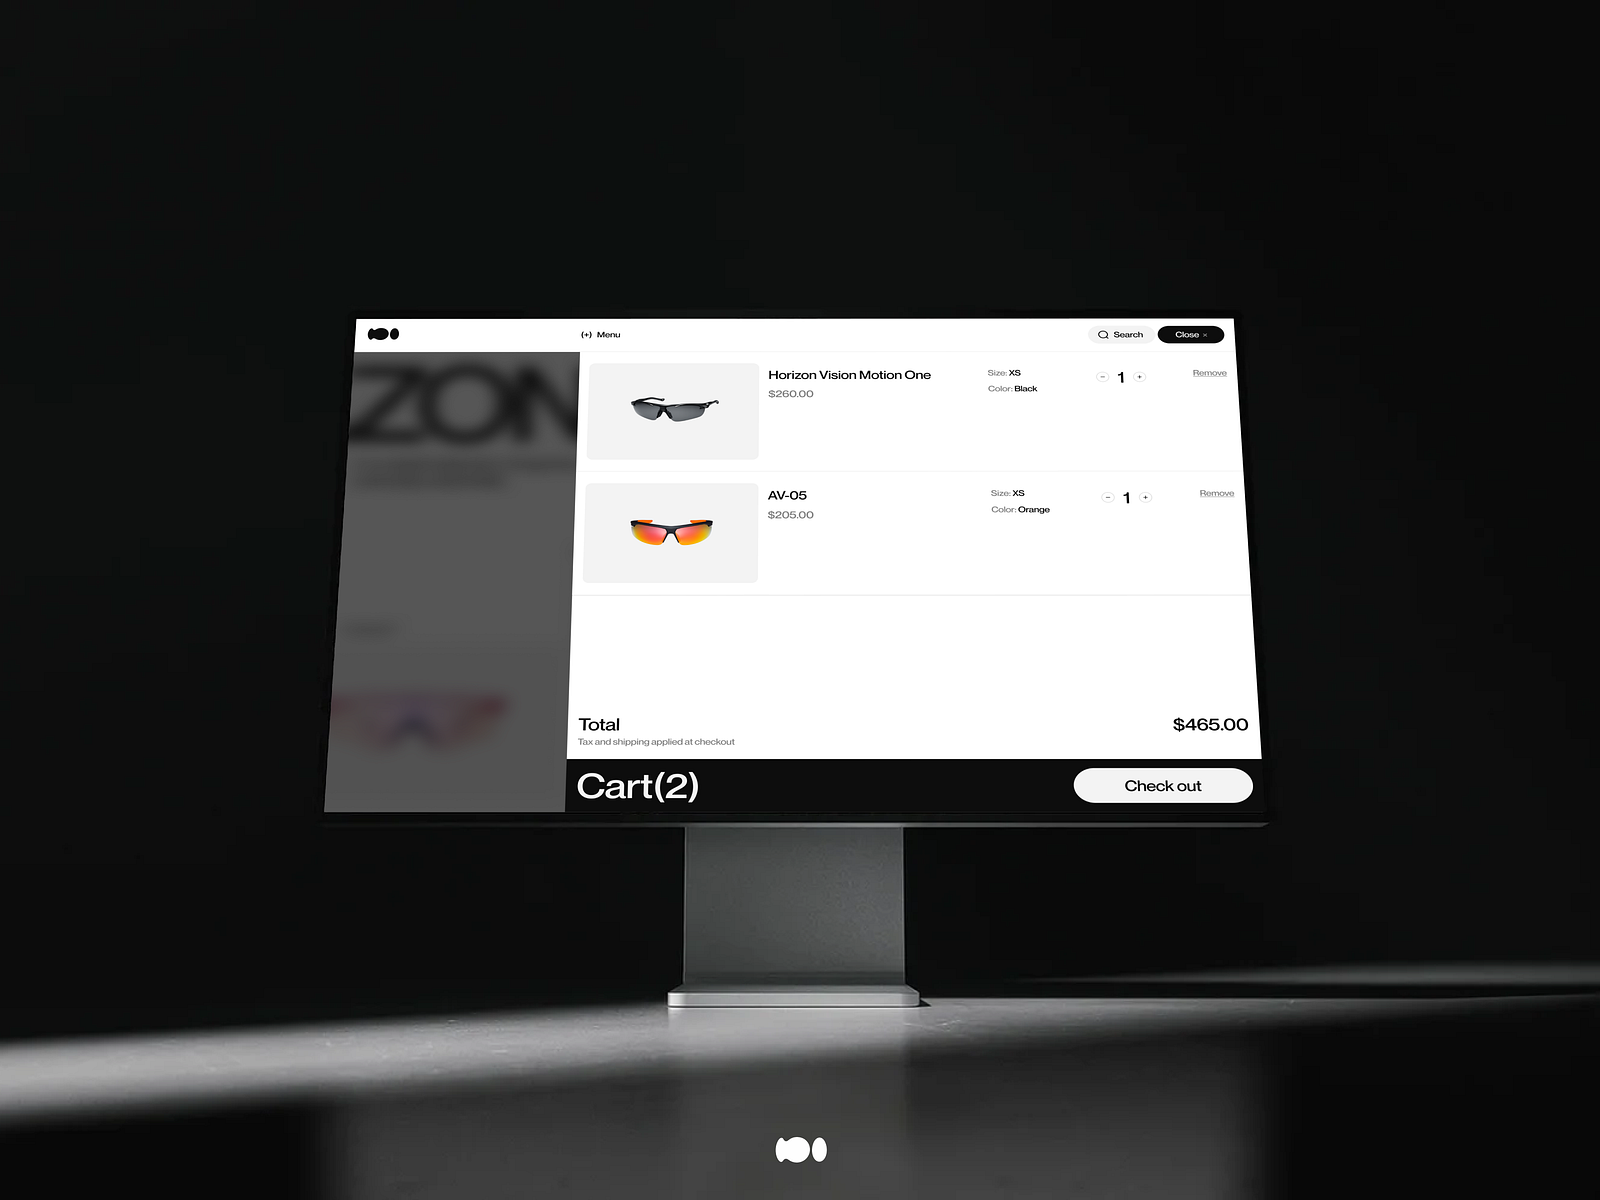 (+) Menu
Search
Close ×
ZON
Horizon Vision Motion One
$260.00
Size: XS
Color: Black
− 1 +
Remove
AV-05
$205.00
Size: XS
Color: Orange
− 1 +
Remove
Total
Tax and shipping applied at checkout
$465.00
Cart(2)
Check out